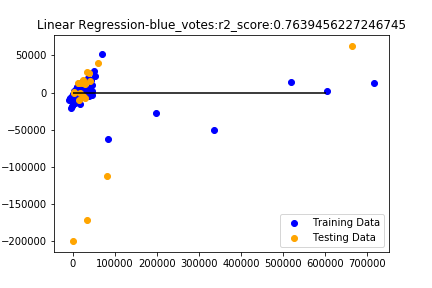 Linear Regression-blue_votes:r2_score:0.7639456227246745
50000
0
−50000
−100000
−150000
−200000
0 100000 200000 300000 400000 500000 600000 700000
Training Data
Testing Data